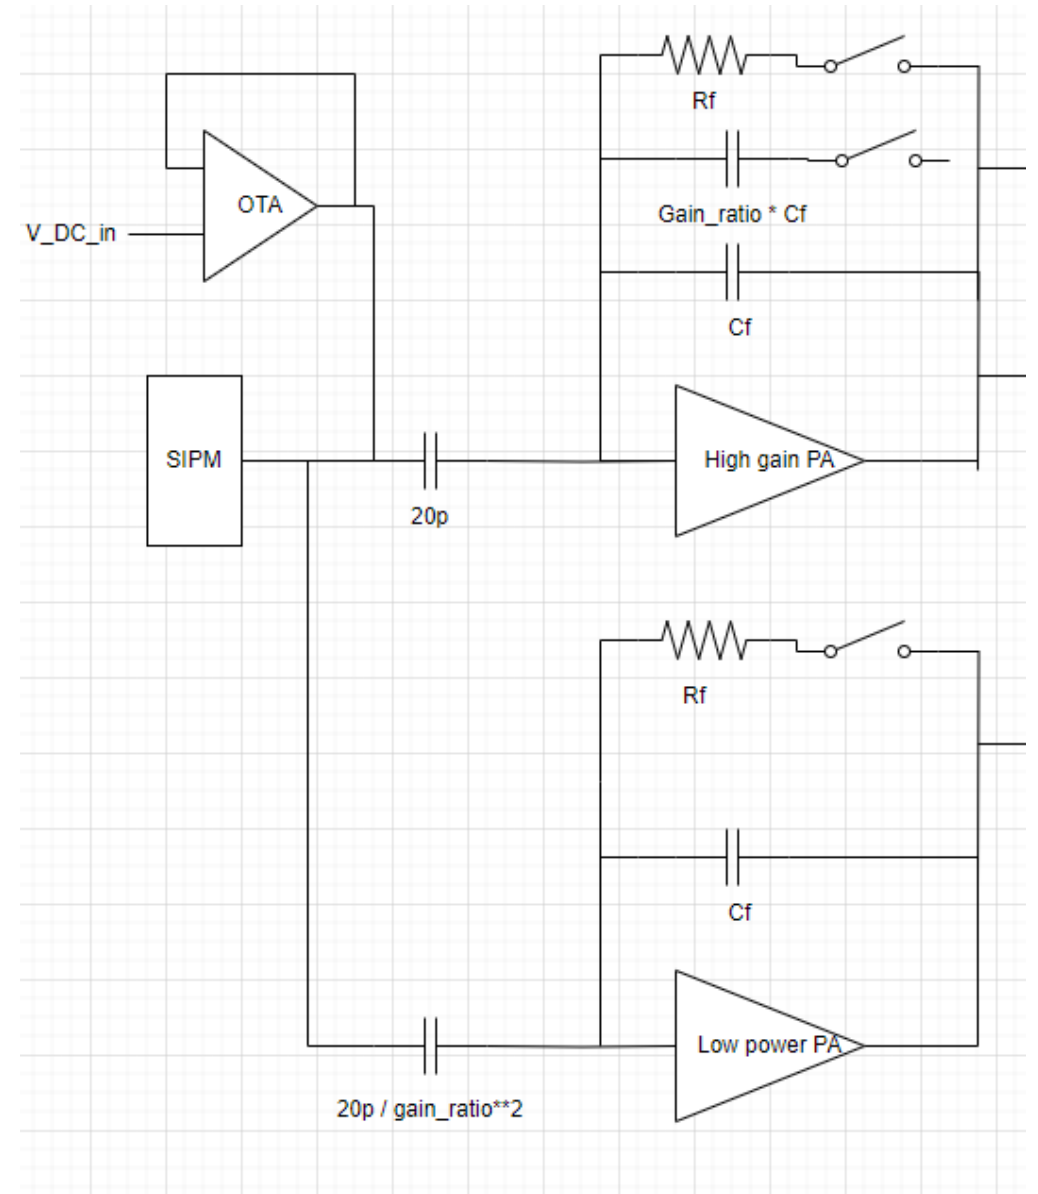 Rf
OTA
V_DC_in
Gain_ratio * Cf
Cf
SIPM
High gain PA
20p
Rf
Cf
Low power PA
20p / gain_ratio**2